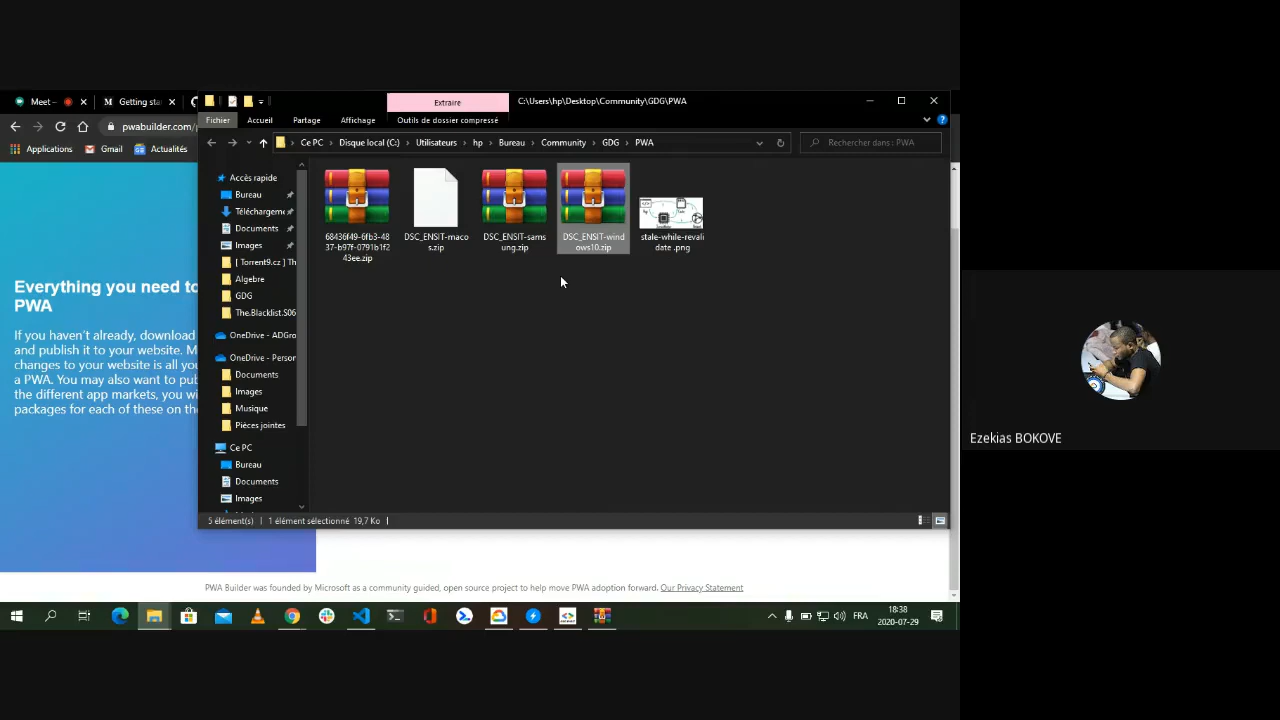 Meet –
Getting sta
Extraire
C:\Users\hp\Desktop\Community\GDG\PWA
Fichier
Accueil
Partage
Affichage
Outils de dossier compressé
pwabuilder.com/
Ce PC
Disque local (C:)
Utilisateurs
hp
Bureau
Community
GDG
PWA
Rechercher dans : PWA
Applications
Gmail
Actualités
Accès rapide
Bureau
Téléchargeme
Documents
Images
[ Torrent9.cz ] Th
Algebre
GDG
The.Blacklist.S06
OneDrive - ADGro
OneDrive - Person
Documents
Images
Musique
Pièces jointes
Ce PC
Bureau
Documents
Images
68436f49-6fb3-48
37-b97f-0791b1f2
43ee.zip
DSC_ENSIT-maco
s.zip
DSC_ENSIT-sams
ung.zip
DSC_ENSIT-wind
ows10.zip
stale-while-revali
date .png
Everything you need to
PWA
If you haven't already, download
and publish it to your website. M
changes to your website is all you
a PWA. You may also want to pub
the different app markets, you wi
packages for each of these on the
5 élément(s)
1 élément sélectionné 19,7 Ko
PWA Builder was founded by Microsoft as a community guided, open source project to help move PWA adoption forward. Our Privacy Statement
FRA
18:38
2020-07-29
Ezekias BOKOVE